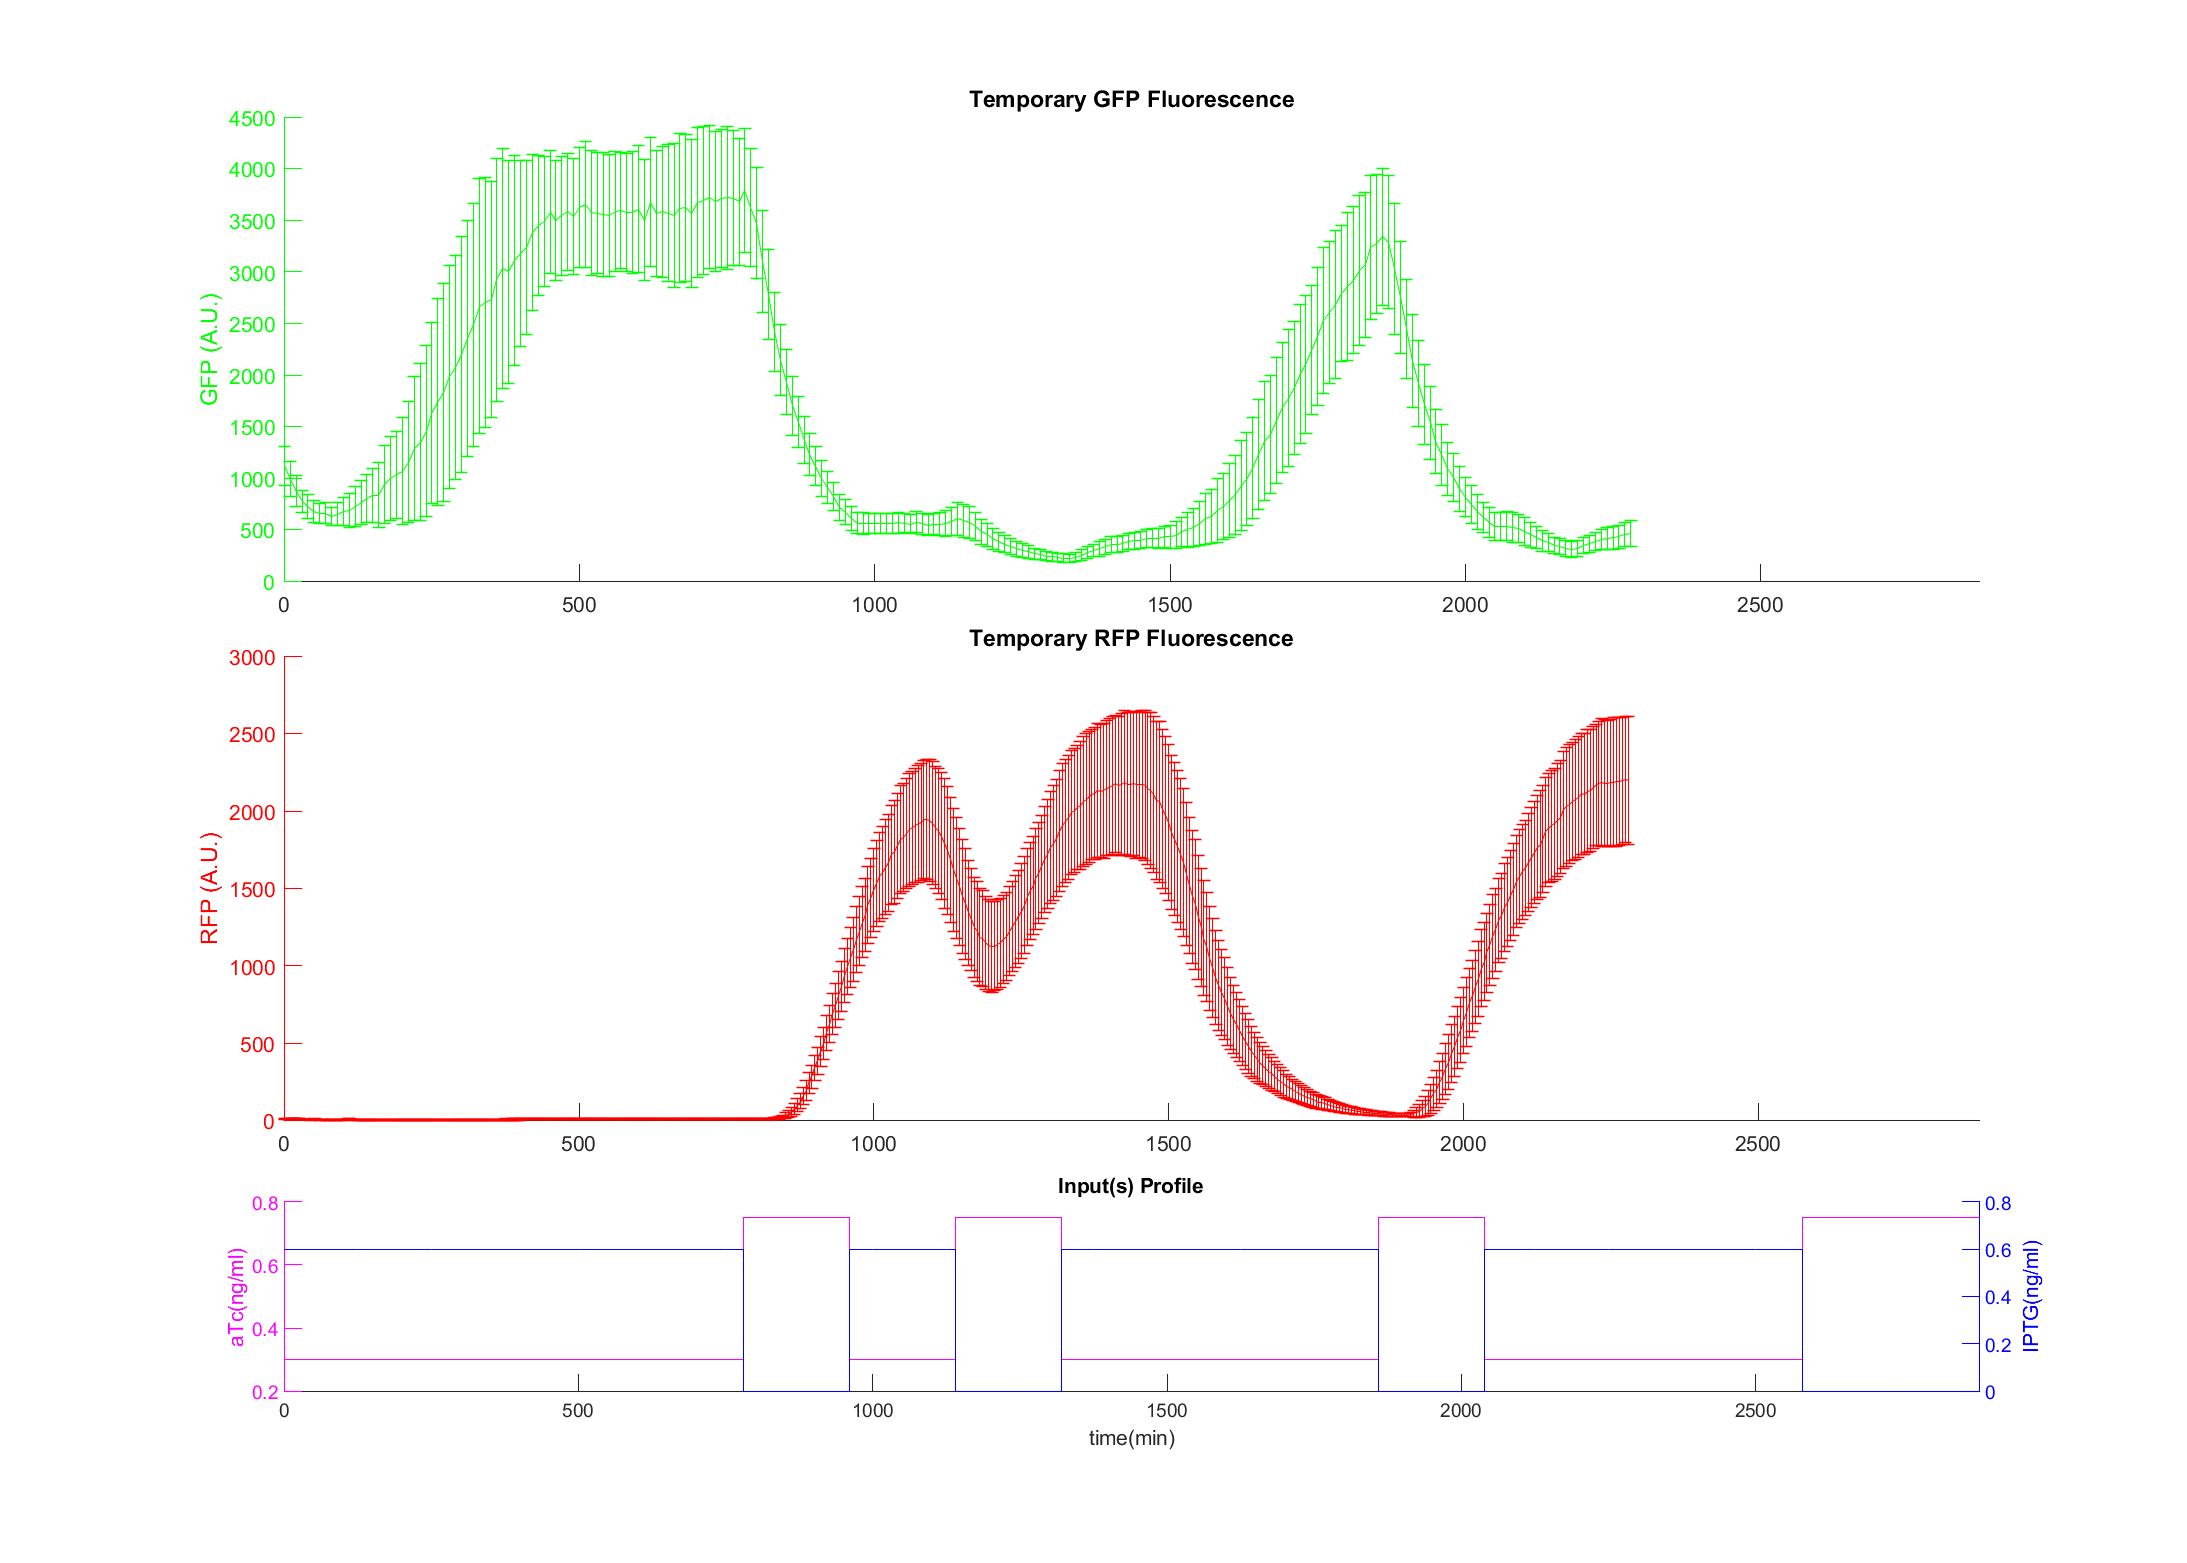 Temporary GFP Fluorescence
4500
4000
3500
3000
2500
2000
1500
1000
500
0
GFP (A.U.)
0 500 1000 1500 2000 2500
Temporary RFP Fluorescence
3000
2500
2000
1500
1000
500
0
RFP (A.U.)
0 500 1000 1500 2000 2500
Input(s) Profile
0.8
0.6
0.4
0.2
aTc(ng/ml)
0.8
0.6
0.4
0.2
0
IPTG(ng/ml)
0 500 1000 1500 2000 2500
time(min)